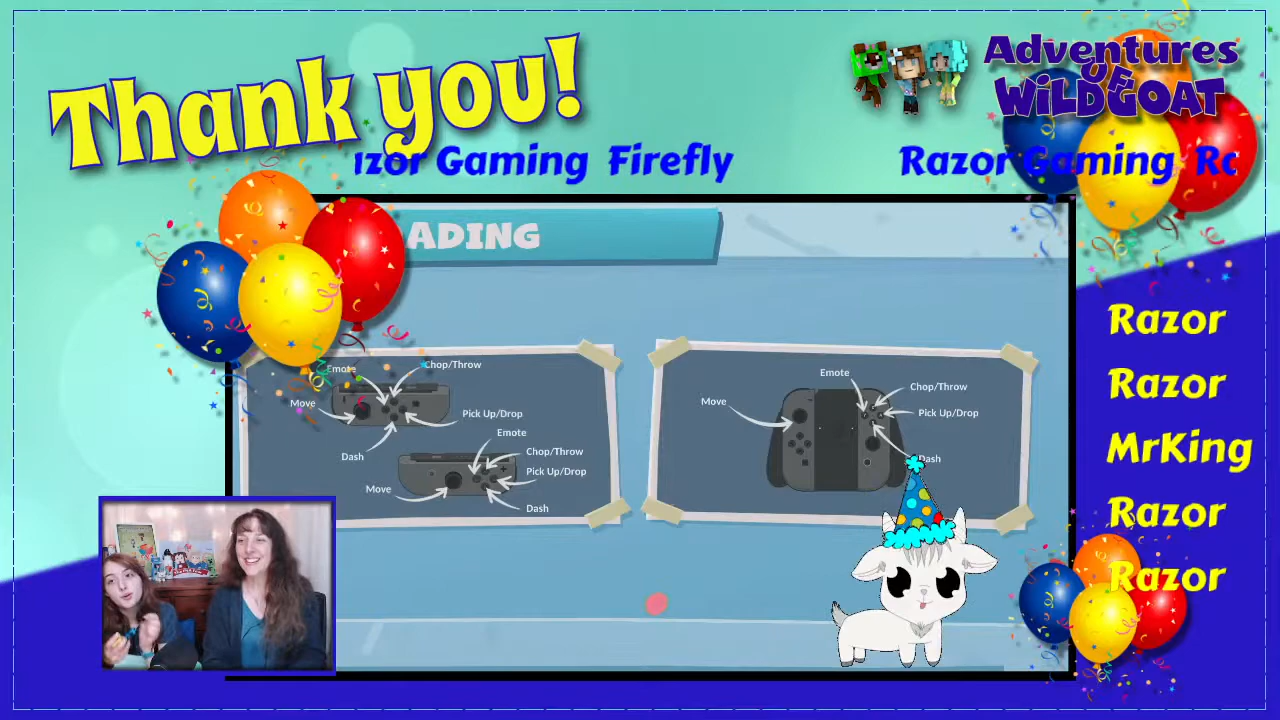 Thank you!
Adventures
OF
WiLDGOAT
azor Gaming Firefly
Razor Gaming
ADING
Emote
Chop/Throw
Move
Pick Up/Drop
Dash
Emote
Chop/Throw
Pick Up/Drop
Move
Dash
Emote
Chop/Throw
Move
Pick Up/Drop
Dash
Razor
Razor
MrKing
Razor
Razor